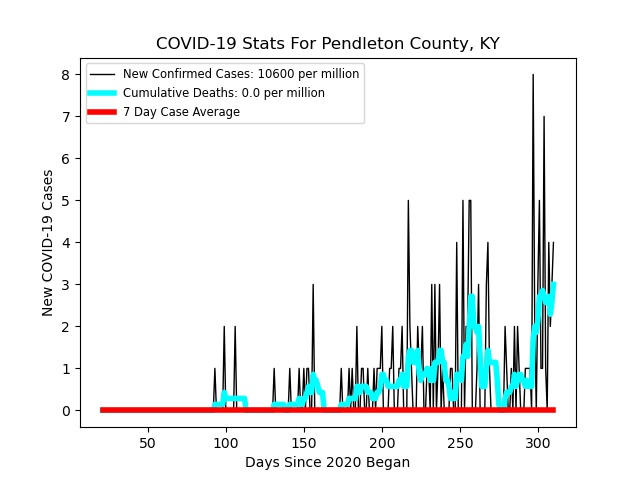 COVID-19 Stats For Pendleton County, KY
New Confirmed Cases: 10600 per million
Cumulative Deaths: 0.0 per million
7 Day Case Average
New COVID-19 Cases
8
7
6
5
4
3
2
1
0
50 100 150 200 250 300
Days Since 2020 Began